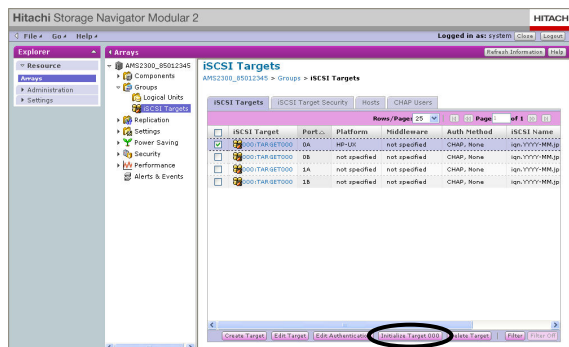 Hitachi Storage Navigator Modular 2
HITACH
File Go Help
Logged in as: system Close Logout
Explorer
Arrays
Refresh Information Help
Resource
Arrays
Administration
Settings
AMS2300_85012345
Components
Groups
Logical Units
iSCSI Targets
Replication
Settings
Power Saving
Security
Performance
Alerts & Events
iSCSI Targets
AMS2300_85012345 > Groups > iSCSI Targets
iSCSI Targets iSCSI Target Security Hosts CHAP Users
Rows/Page: 25 Page 1 of 1
iSCSI Target Port Platform Middleware Auth Method iSCSI Name
000:TARGET000 0A HP-UX not specified CHAP, None iqn.YYYY-MM.jp
000:TARGET000 0B not specified not specified CHAP, None iqn.YYYY-MM.jp
000:TARGET000 1A not specified not specified CHAP, None iqn.YYYY-MM.jp
000:TARGET000 1B not specified not specified CHAP, None iqn.YYYY-MM.jp
Create Target Edit Target Edit Authentication Initialize Target 000 Delete Target Filter Filter Off